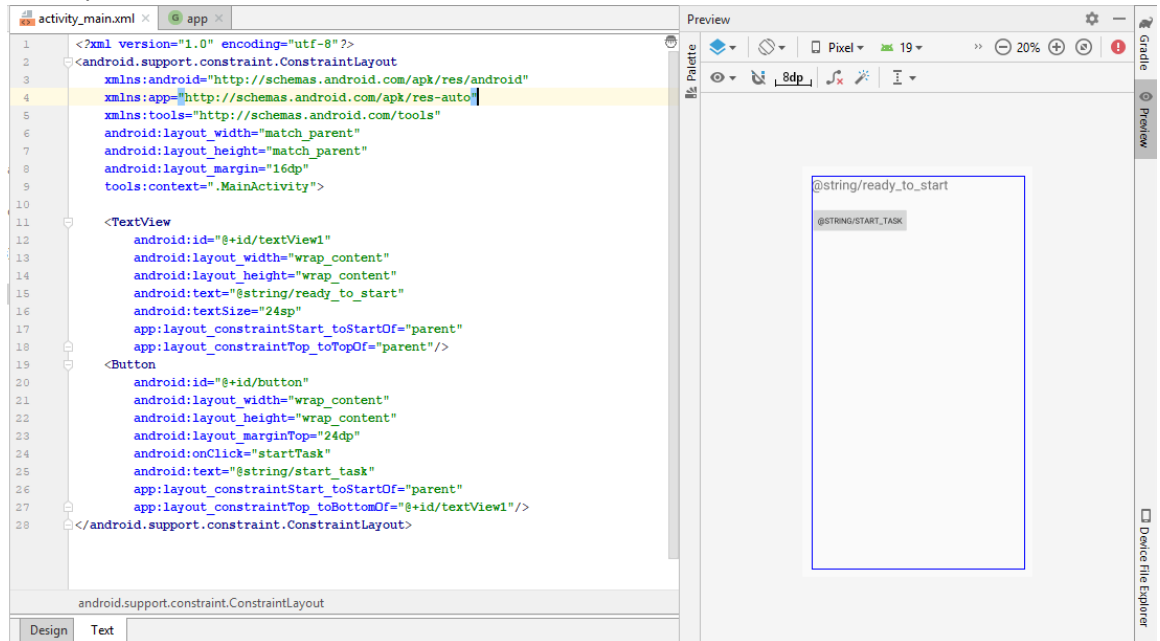 activity_main.xml
app
Preview
1 <?xml version="1.0" encoding="utf-8"?>
2 <android.support.constraint.ConstraintLayout
3 xmlns:android="http://schemas.android.com/apk/res/android"
4 xmlns:app="http://schemas.android.com/apk/res-auto"
5 xmlns:tools="http://schemas.android.com/tools"
6 android:layout_width="match_parent"
7 android:layout_height="match_parent"
8 android:layout_margin="16dp"
9 tools:context=".MainActivity">
10
11 <TextView
12 android:id="@+id/textView1"
13 android:layout_width="wrap_content"
14 android:layout_height="wrap_content"
15 android:text="@string/ready_to_start"
16 android:textSize="24sp"
17 app:layout_constraintStart_toStartOf="parent"
18 app:layout_constraintTop_toTopOf="parent"/>
19 <Button
20 android:id="@+id/button"
21 android:layout_width="wrap_content"
22 android:layout_height="wrap_content"
23 android:layout_marginTop="24dp"
24 android:onClick="startTask"
25 android:text="@string/start_task"
26 app:layout_constraintStart_toStartOf="parent"
27 app:layout_constraintTop_toBottomOf="@+id/textView1"/>
28 </android.support.constraint.ConstraintLayout>
android.support.constraint.ConstraintLayout
Design Text
Palette
Pixel 19 » 20%
8dp
@string/ready_to_start
@STRING/START_TASK
Gradle
Preview
Device File Explorer